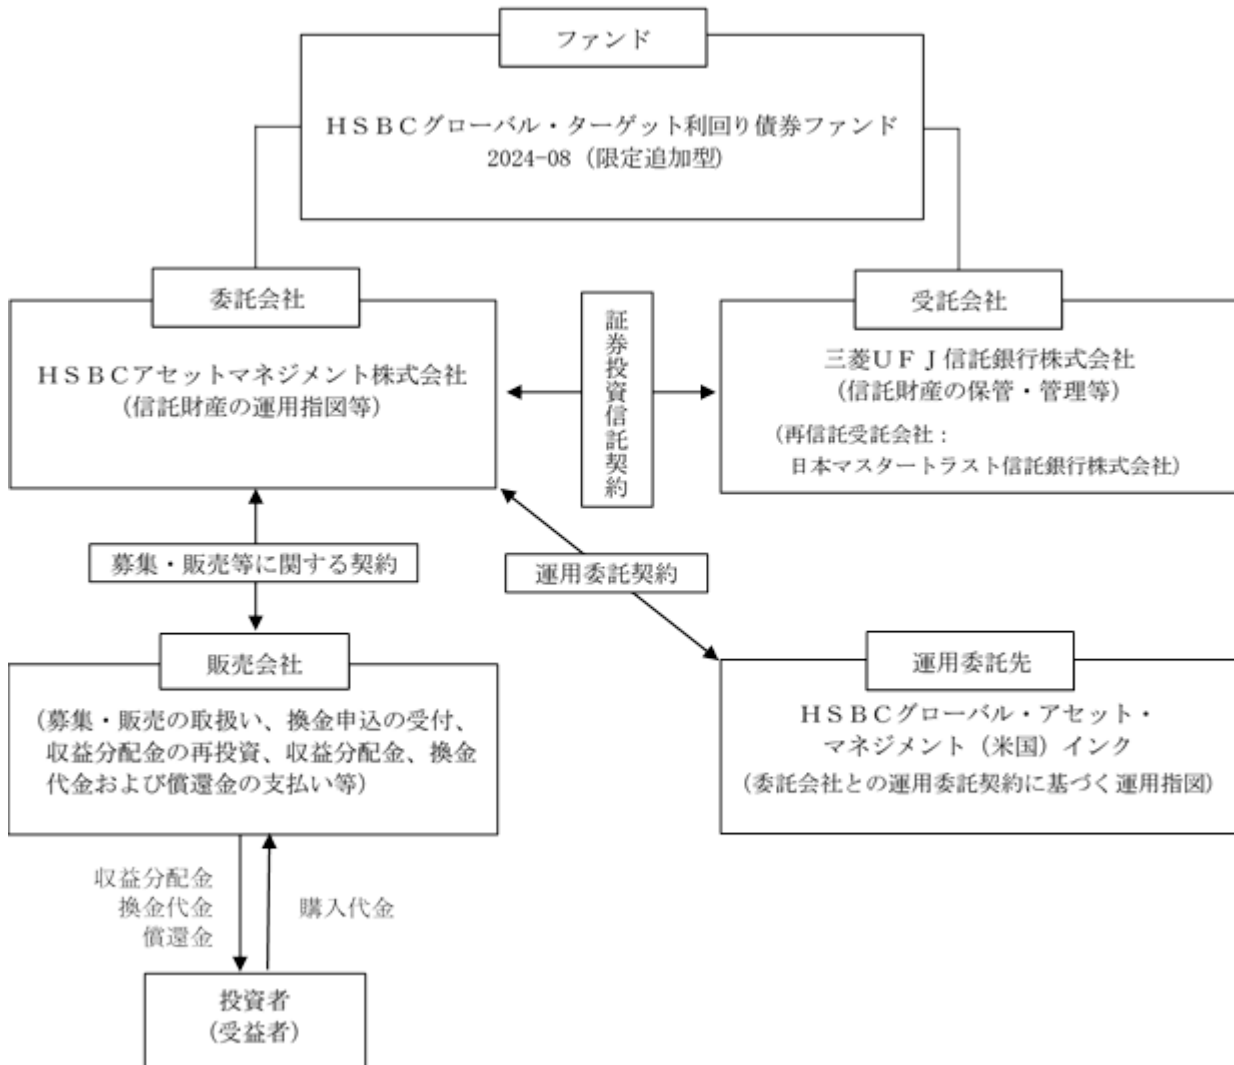 ファンド
ＨＳＢＣグローバル・ターゲット利回り債券ファンド
2024-08（限定追加型）
委託会社
ＨＳＢＣアセットマネジメント株式会社
（信託財産の運用指図等）
証券投資信託契約
受託会社
三菱ＵＦＪ信託銀行株式会社
（信託財産の保管・管理等）
（再信託受託会社：
日本マスタートラスト信託銀行株式会社）
募集・販売等に関する契約
運用委託契約
販売会社
（募集・販売の取扱い、換金申込の受付、
収益分配金の再投資、収益分配金、換金
代金および償還金の支払い等）
運用委託先
ＨＳＢＣグローバル・アセット・
マネジメント（米国）インク
（委託会社との運用委託契約に基づく運用指図）
収益分配金
換金代金
償還金
購入代金
投資者
（受益者）